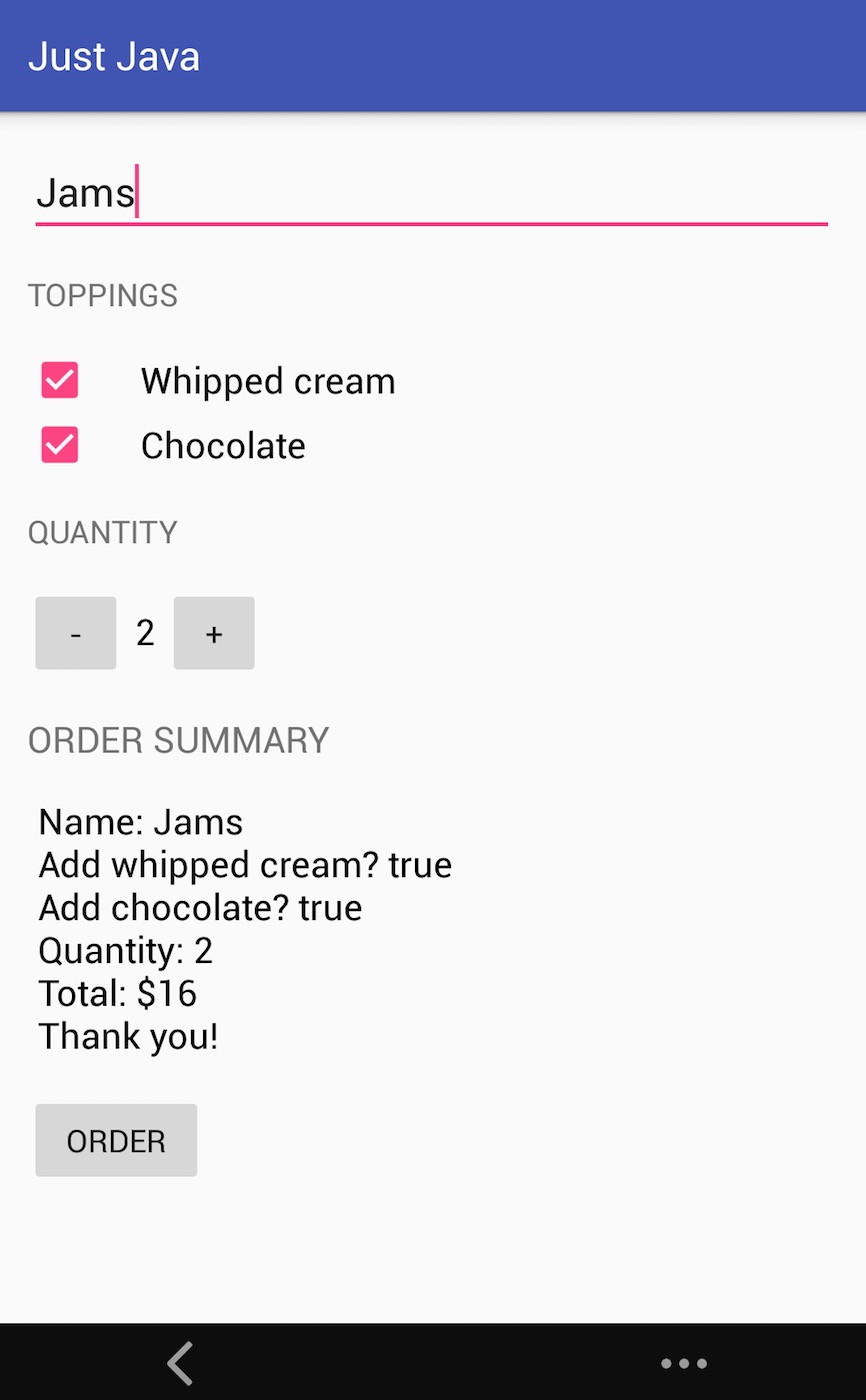 Just Java
Jams
TOPPINGS
Whipped cream
Chocolate
QUANTITY
- 2 +
ORDER SUMMARY
Name: Jams
Add whipped cream? true
Add chocolate? true
Quantity: 2
Total: $16
Thank you!
ORDER